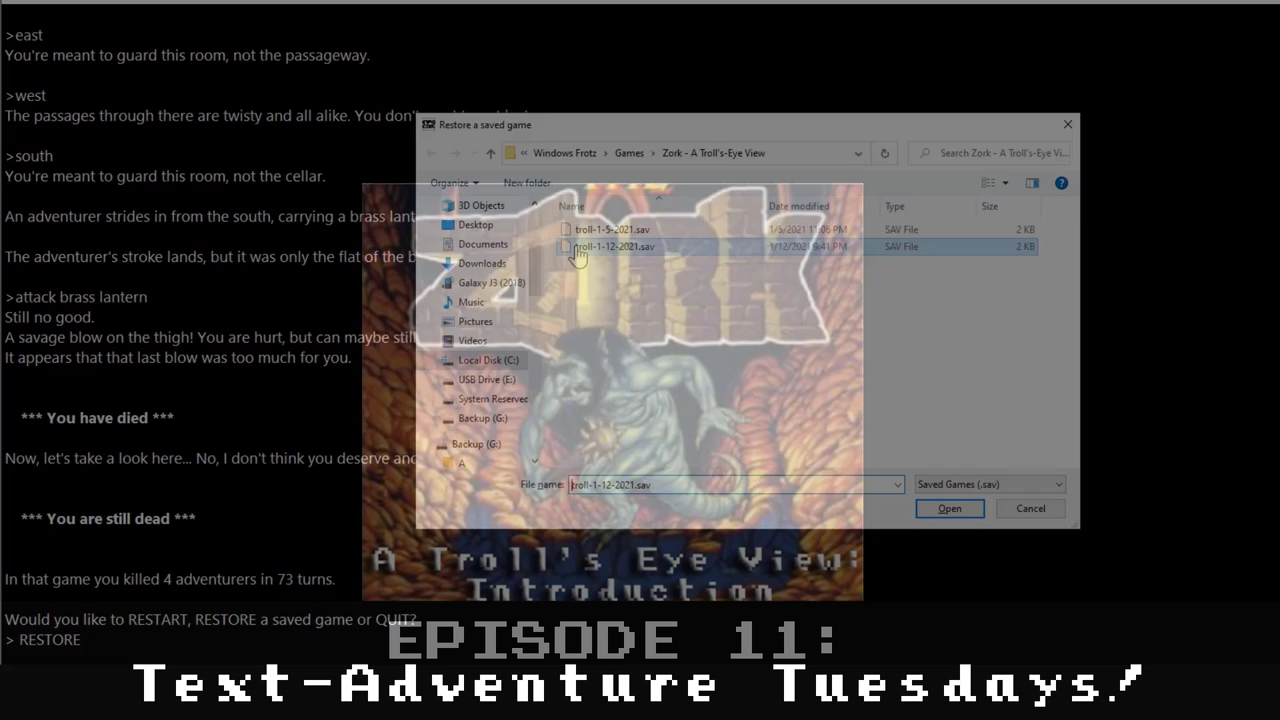 >east
You're meant to guard this room, not the passageway.
>west
The passages through there are twisty and all alike. You don't
>south
You're meant to guard this room, not the cellar.
An adventurer strides in from the south, carrying a brass lant
The adventurer's stroke lands, but it was only the flat of the b
>attack brass lantern
Still no good.
A savage blow on the thigh! You are hurt, but can maybe still
It appears that that last blow was too much for you.
*** You have died ***
Now, let's take a look here... No, I don't think you deserve ano
*** You are still dead ***
In that game you killed 4 adventurers in 73 turns.
Would you like to RESTART, RESTORE a saved game or QUIT?
> RESTORE
Restore a saved game
« Windows Frotz > Games > Zork - A Troll's-Eye View
Search Zork - A Troll's-Eye Vi...
Organize New folder
Name Date modified Type Size
troll-1-5-2021.sav 1/5/2021 11:06 PM SAV File 2 KB
troll-1-12-2021.sav 1/12/2021 9:41 PM SAV File 2 KB
3D Objects
Desktop
Documents
Downloads
Galaxy J3 (2018)
Music
Pictures
Videos
Local Disk (C:)
USB Drive (E:)
System Reserved
Backup (G:)
Backup (G:)
A
File name: troll-1-12-2021.sav Saved Games (.sav)
Open Cancel
ZORK
A Troll's Eye View:
Introduction
EPISODE 11:
Text-Adventure Tuesdays!